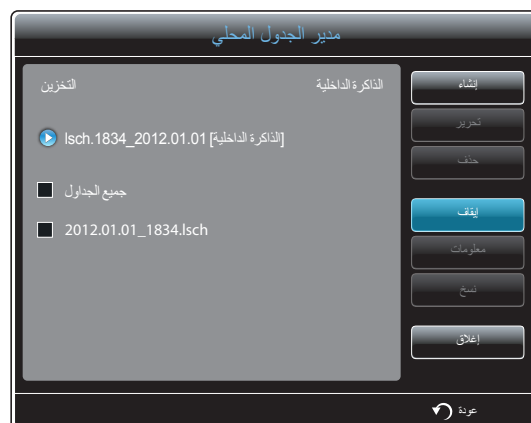 مدير الجدول المحلي
التخزين
الذاكرة الداخلية
[الذاكرة الداخلية] lsch.1834_2012.01.01
جميع الجداول
2012.01.01_1834.lsch
إنشاء
تحرير
حذف
إيقاف
معلومات
نسخ
إغلاق
عودة